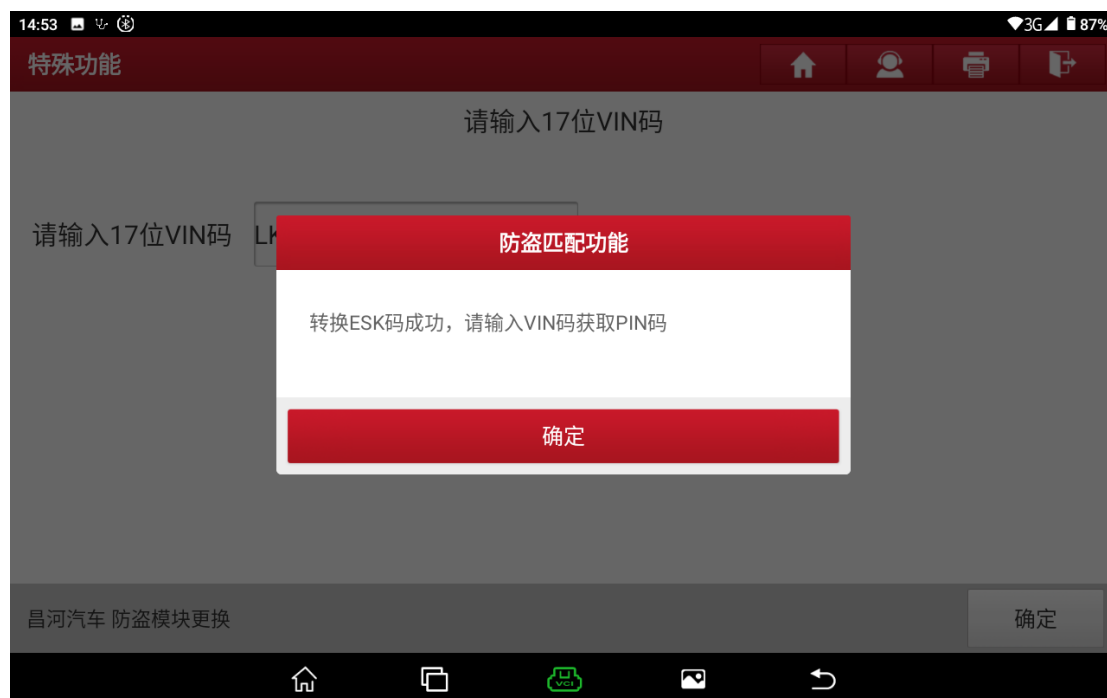 14:53
3G 87%
特殊功能
请输入17位VIN码
请输入17位VIN码 LK
防盗匹配功能
转换ESK码成功，请输入VIN码获取PIN码
确定
昌河汽车 防盗模块更换
确定
VCI